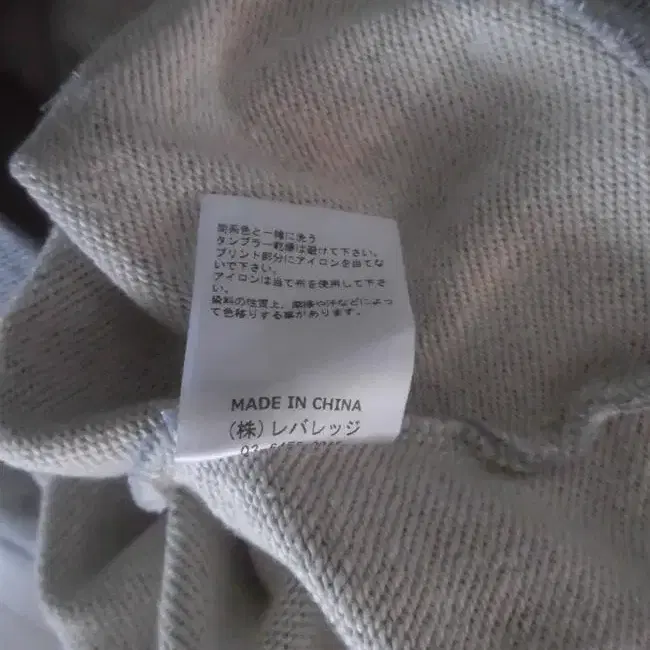 同系色と一緒に洗う
タンブラー乾燥は避けて下さい。
プリント部分にアイロンを当てな
いで下さい。
アイロンは当て布を使用して下さ
い。
染料の性質上、摩擦や汗などによっ
て色移りする事があります。
MADE IN CHINA
(株)レバレッジ